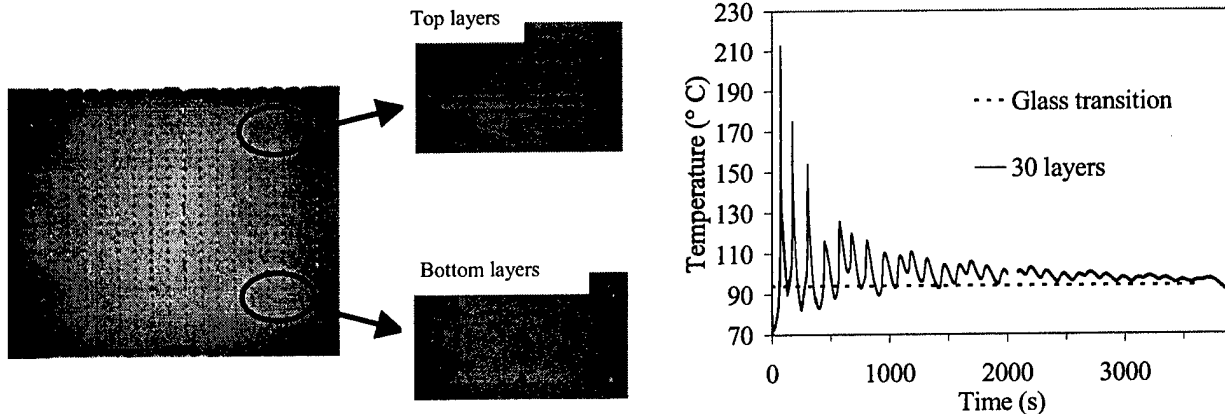 Top layers
Bottom layers
230
210
190
170
150
130
110
90
70
Temperature (° C)
Glass transition
30 layers
0
1000
2000
3000
Time (s)